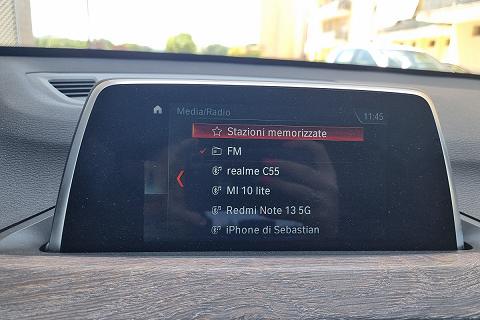 Media/Radio
11:45
Stazioni memorizzate
FM
realme C55
MI 10 lite
Redmi Note 13 5G
iPhone di Sebastian